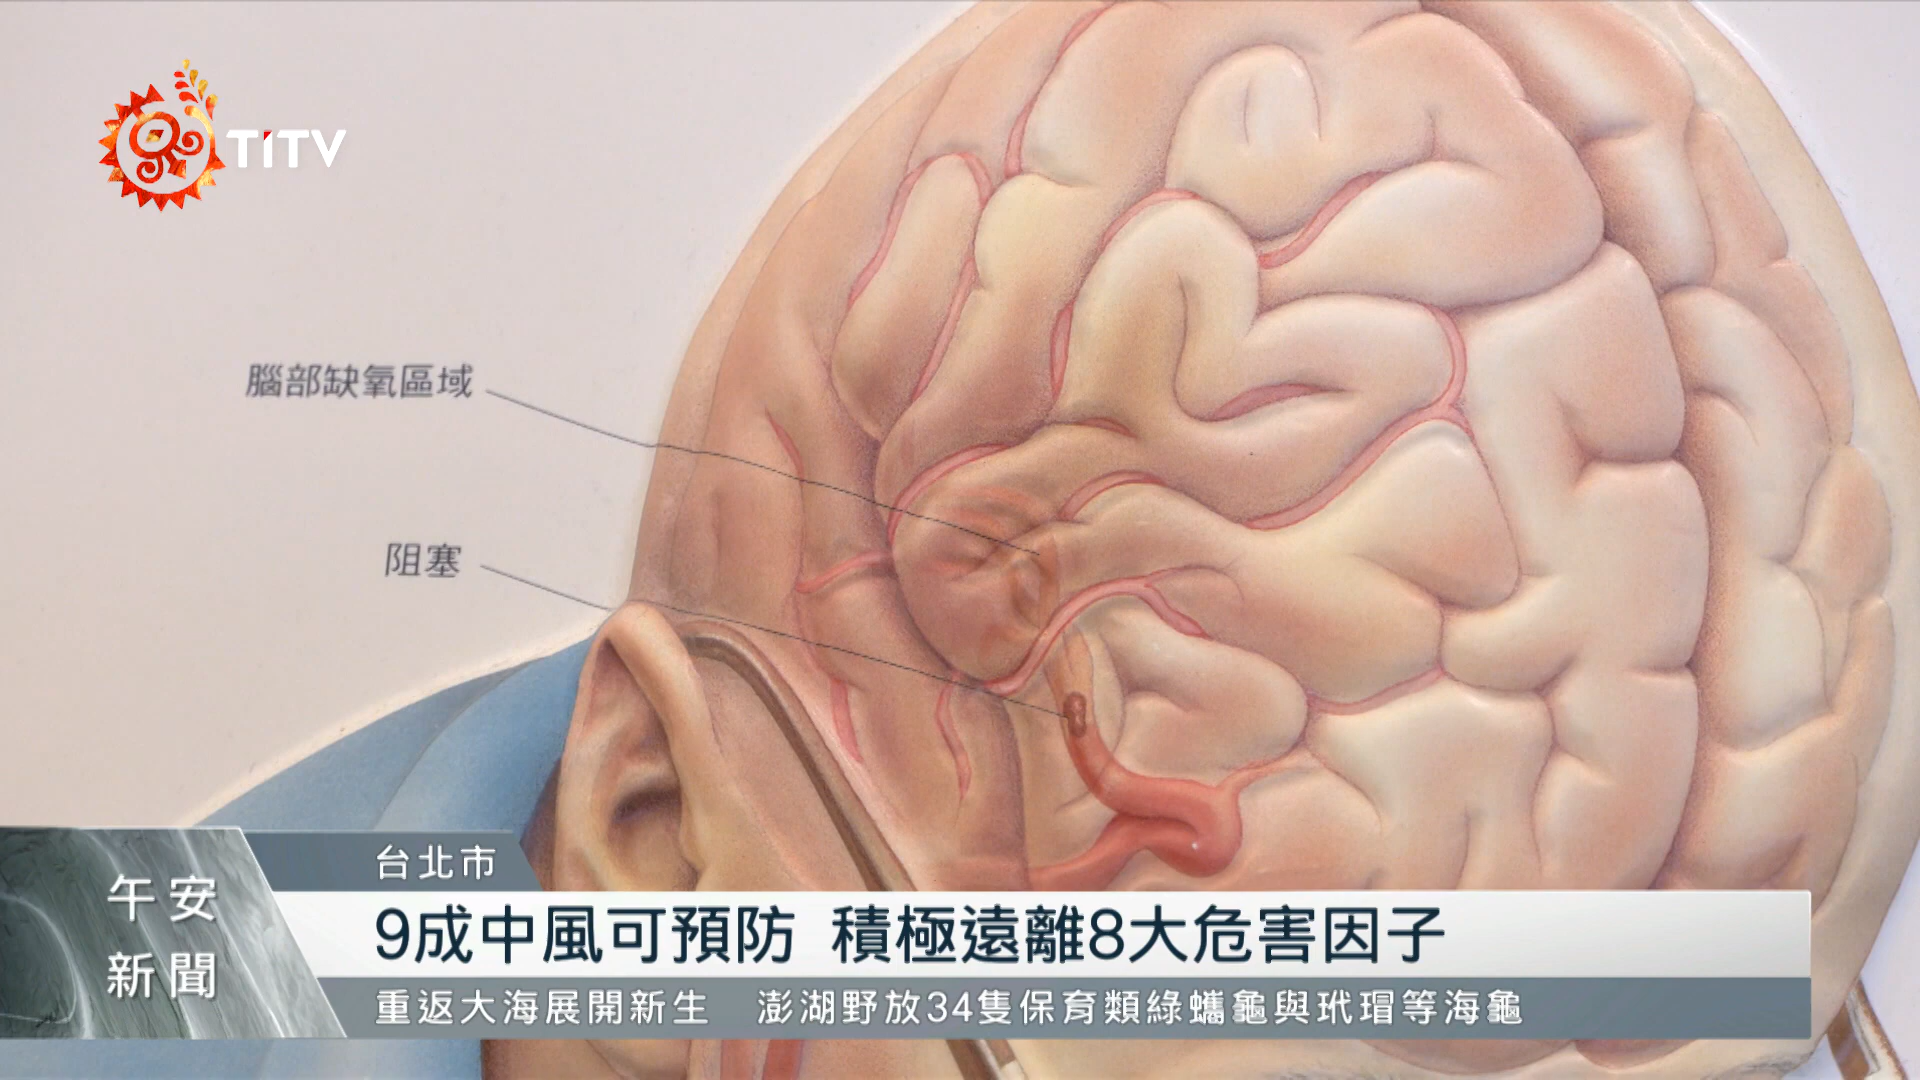 TiTV
腦部缺氧區域
阻塞
台北市
午安
新聞
9成中風可預防 積極遠離8大危害因子
重返大海展開新生 澎湖野放34隻保育類綠蠵龜與玳瑁等海龜